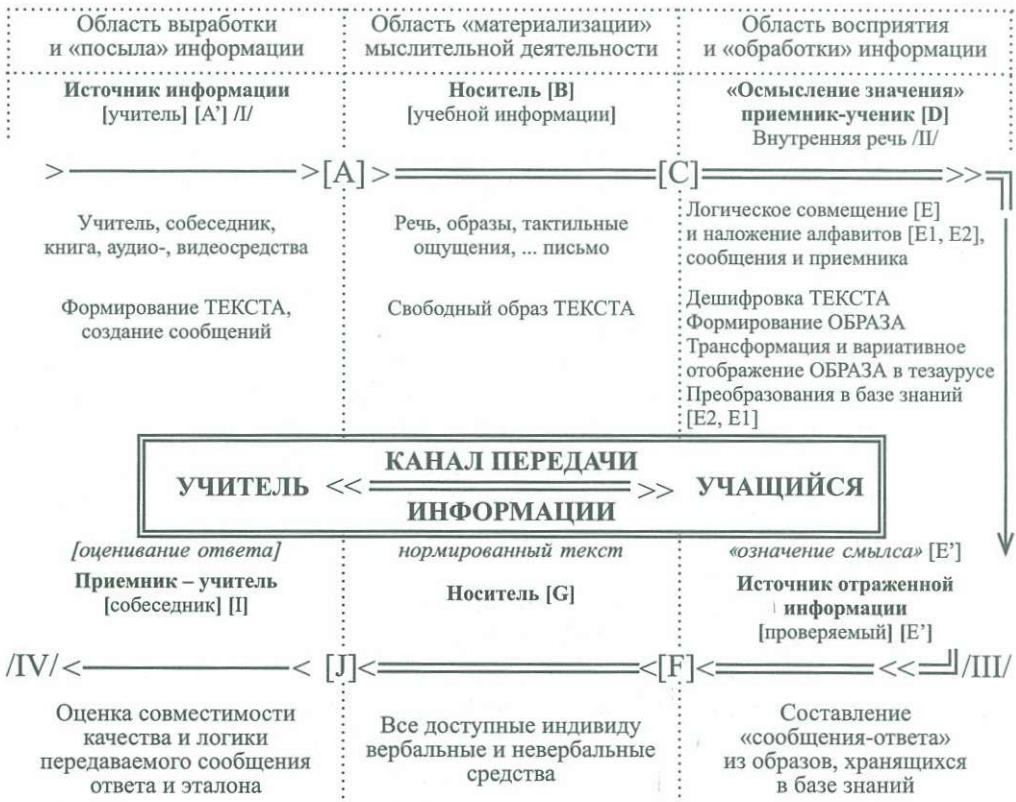 Область выработки
и «посыла» информации
Область «материализации»
мыслительной деятельности
Область восприятия
и «обработки» информации
Источник информации
[учитель] [A’] /I/
Носитель [B]
[учебной информации]
«Осмысление значения»
приемник-ученик [D]
Внутренняя речь /II/
> >[A]> [C] >>
Учитель, собеседник,
книга, аудио-, видеосредства
Речь, образы, тактильные
ощущения, ... письмо
Логическое совмещение [E]
и наложение алфавитов [E1, E2],
сообщения и приемника
Формирование ТЕКСТА,
создание сообщений
Свободный образ ТЕКСТА
Дешифровка ТЕКСТА
Формирование ОБРАЗА
Трансформация и вариативное
отображение ОБРАЗА в тезаурусе
Преобразования в базе знаний
[E2, E1]
КАНАЛ ПЕРЕДАЧИ
УЧИТЕЛЬ << >> УЧАЩИЙСЯ
ИНФОРМАЦИИ
[оценивание ответа]
Приемник – учитель
[собеседник] [I]
нормированный текст
Носитель [G]
«означение смылса» [E’]
Источник отраженной
информации
[проверяемый] [E’]
/IV/< < [J]< <[F]< << /III/
Оценка совместимости
качества и логики
передаваемого сообщения
ответа и эталона
Все доступные индивиду
вербальные и невербальные
средства
Составление
«сообщения-ответа»
из образов, хранящихся
в базе знаний